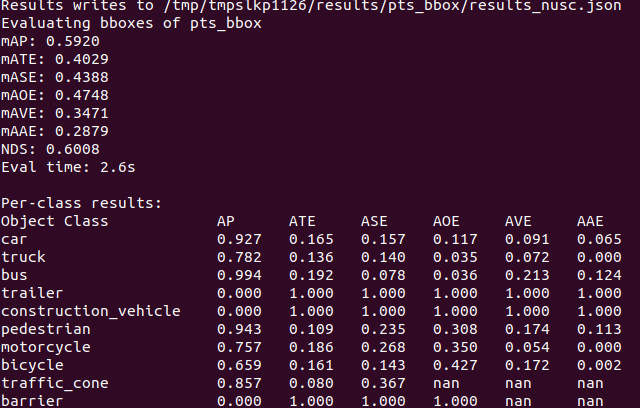 Results writes to /tmp/tmpslkp1126/results/pts_bbox/results_nusc.json
Evaluating bboxes of pts_bbox
mAP: 0.5920
mATE: 0.4029
mASE: 0.4388
mAOE: 0.4748
mAVE: 0.3471
mAAE: 0.2879
NDS: 0.6008
Eval time: 2.6s
Per-class results:
Object Class AP ATE ASE AOE AVE AAE
car 0.927 0.165 0.157 0.117 0.091 0.065
truck 0.782 0.136 0.140 0.035 0.072 0.000
bus 0.994 0.192 0.078 0.036 0.213 0.124
trailer 0.000 1.000 1.000 1.000 1.000 1.000
construction_vehicle 0.000 1.000 1.000 1.000 1.000 1.000
pedestrian 0.943 0.109 0.235 0.308 0.174 0.113
motorcycle 0.757 0.186 0.268 0.350 0.054 0.000
bicycle 0.659 0.161 0.143 0.427 0.172 0.002
traffic_cone 0.857 0.080 0.367 nan nan nan
barrier 0.000 1.000 1.000 1.000 nan nan